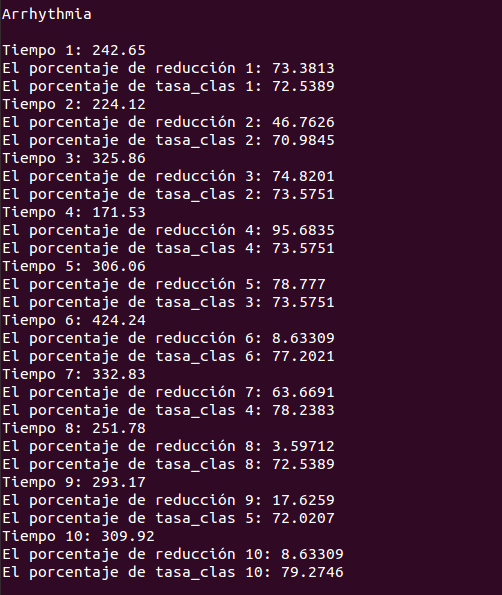 Arrhythmia
Tiempo 1: 242.65
El porcentaje de reducción 1: 73.3813
El porcentaje de tasa_clas 1: 72.5389
Tiempo 2: 224.12
El porcentaje de reducción 2: 46.7626
El porcentaje de tasa_clas 2: 70.9845
Tiempo 3: 325.86
El porcentaje de reducción 3: 74.8201
El porcentaje de tasa_clas 2: 73.5751
Tiempo 4: 171.53
El porcentaje de reducción 4: 95.6835
El porcentaje de tasa_clas 4: 73.5751
Tiempo 5: 306.06
El porcentaje de reducción 5: 78.777
El porcentaje de tasa_clas 3: 73.5751
Tiempo 6: 424.24
El porcentaje de reducción 6: 8.63309
El porcentaje de tasa_clas 6: 77.2021
Tiempo 7: 332.83
El porcentaje de reducción 7: 63.6691
El porcentaje de tasa_clas 4: 78.2383
Tiempo 8: 251.78
El porcentaje de reducción 8: 3.59712
El porcentaje de tasa_clas 8: 72.5389
Tiempo 9: 293.17
El porcentaje de reducción 9: 17.6259
El porcentaje de tasa_clas 5: 72.0207
Tiempo 10: 309.92
El porcentaje de reducción 10: 8.63309
El porcentaje de tasa_clas 10: 79.2746